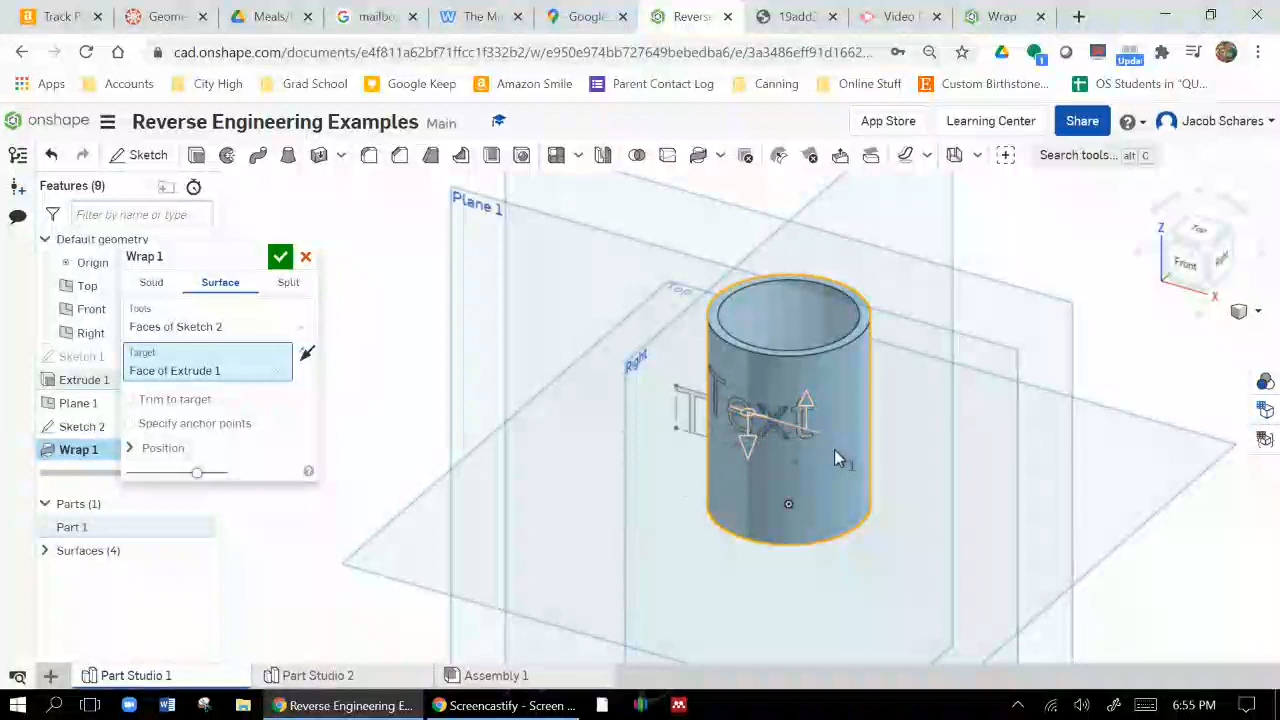 Track P
Geome
Meals/
mailbo
The Me
Google
Revers
19add2
Video I
Wrap
cad.onshape.com/documents/e4f811a62bf71ffcc1f332b2/w/e950e974bb727649bebedba6/e/3a3486eff91d1662...
1
Updat
Apps
Accounts
City High
Grad School
Google Keep
Amazon Smile
Parent Contact Log
Canning
Online Stuff
Custom Birthstone...
OS Students in "QU...
onshape
Reverse Engineering Examples
Main
App Store
Learning Center
Share
Jacob Schares
Sketch
Search tools...
alt C
Features (9)
Filter by name or type
Default geometry
Origin
Top
Front
Right
Sketch 1
Extrude 1
Plane 1
Sketch 2
Wrap 1
Parts (1)
Part 1
Surfaces (4)
Wrap 1
Solid
Surface
Split
Tools
Faces of Sketch 2
Target
Face of Extrude 1
Trim to target
Specify anchor points
Position
Plane 1
Top
Right
Text
Z
Top
Front
Right
X
Part Studio 1
Part Studio 2
Assembly 1
Reverse Engineering E...
Screencastify - Screen ...
6:55 PM